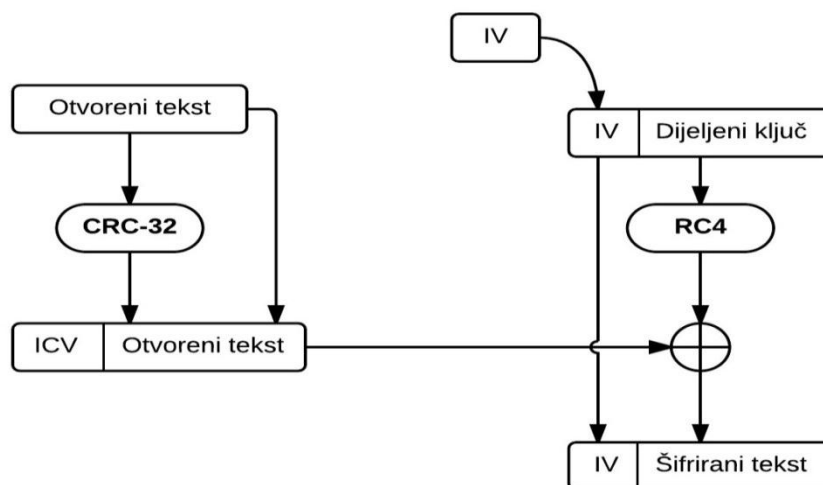 IV
Otvoreni tekst
IV Dijeljeni ključ
CRC-32
RC4
ICV Otvoreni tekst
IV Šifrirani tekst